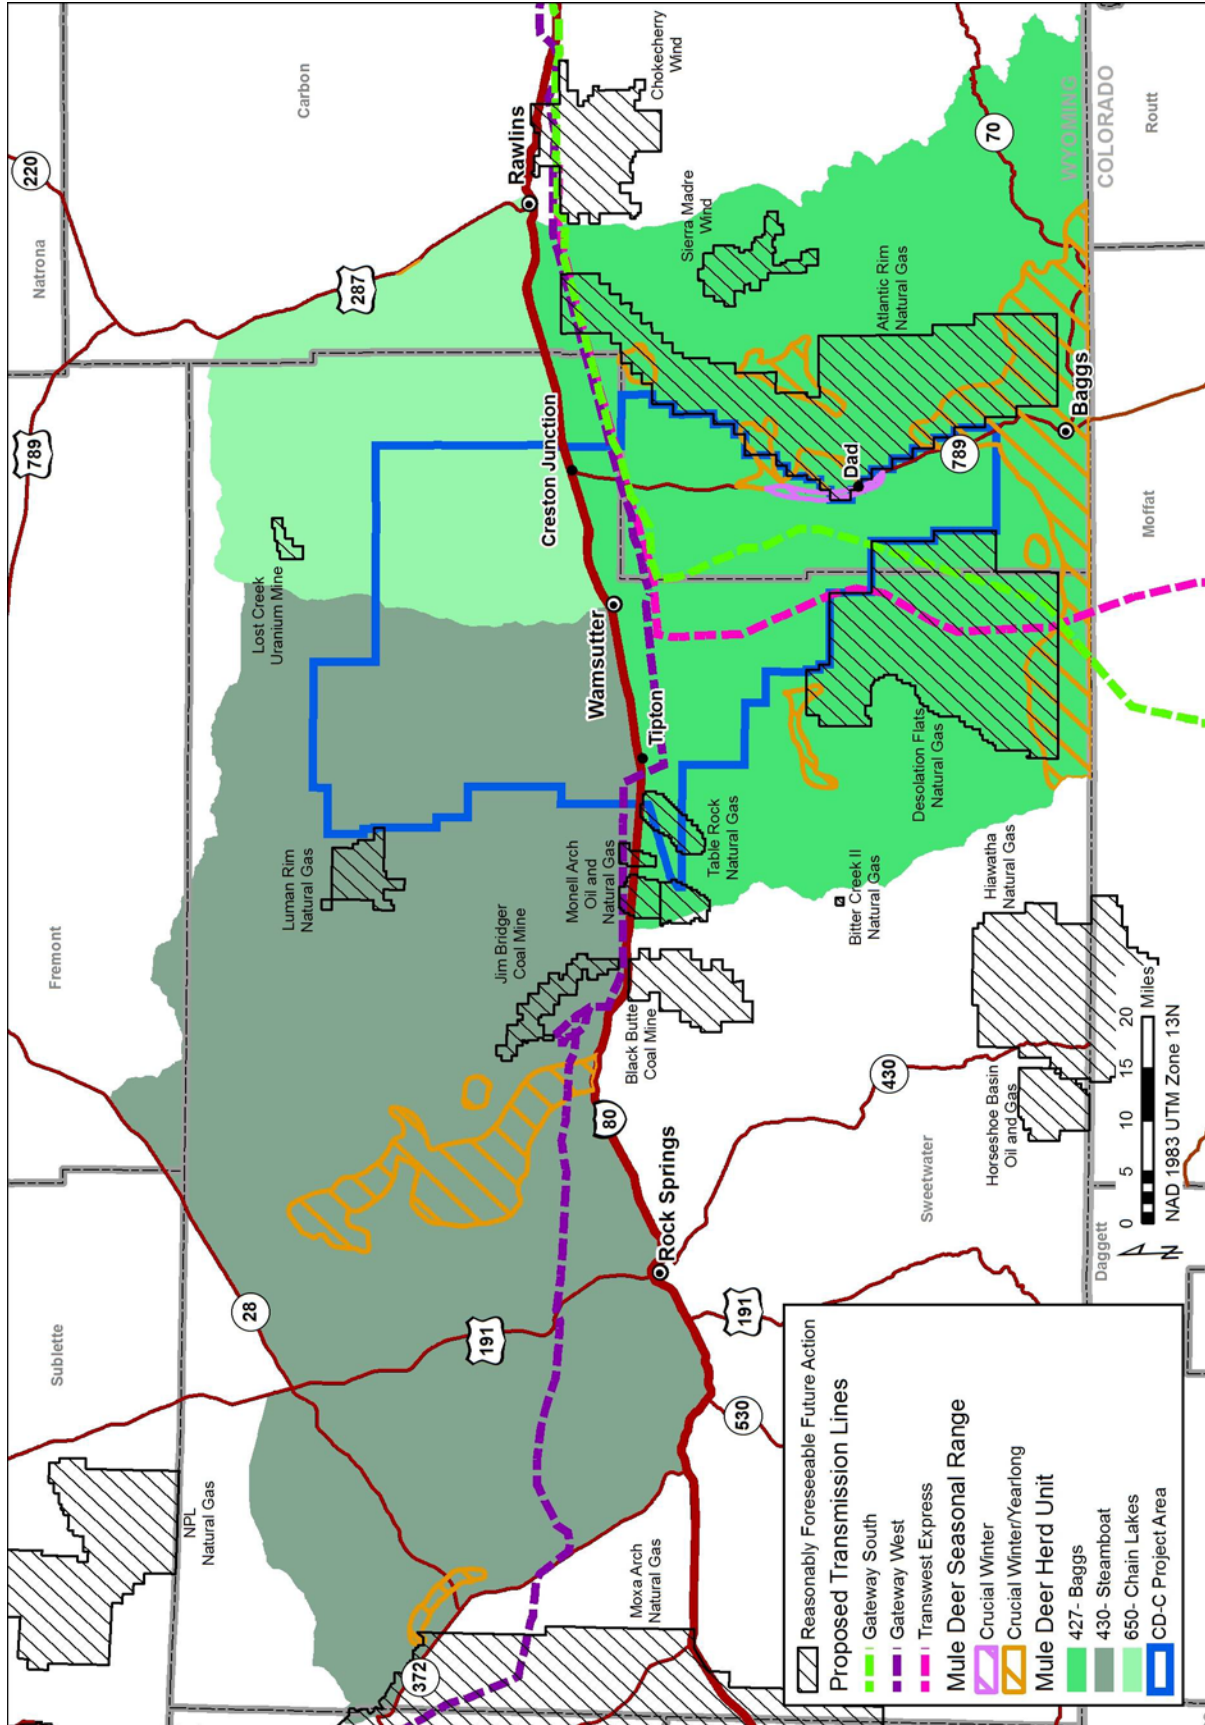 220
Natrona
Carbon
789
287
Rawlins
Chokecherry
Wind
Fremont
Lost Creek
Uranium Mine
Creston Junction
Sierra Madre
Wind
70
WYOMING
COLORADO
Routt
Luman Rim
Natural Gas
Wamsutter
Atlantic Rim
Natural Gas
Dad
789
Baggs
Moffat
Tipton
Jim Bridger
Coal Mine
Monell Arch
Oil and
Natural Gas
Table Rock
Natural Gas
Desolation Flats
Natural Gas
Bitter Creek II
Natural Gas
Hiawatha
Natural Gas
Black Butte
Coal Mine
80
430
Horseshoe Basin
Oil and Gas
Sublette
28
191
Rock Springs
Sweetwater
Daggett
191
530
NPL
Natural Gas
Moxa Arch
Natural Gas
372
0 5 10 15 20
Miles
NAD 1983 UTM Zone 13N
N
Reasonably Foreseeable Future Action
Proposed Transmission Lines
Gateway South
Gateway West
Transwest Express
Mule Deer Seasonal Range
Crucial Winter
Crucial Winter/Yearlong
Mule Deer Herd Unit
427- Baggs
430- Steamboat
650- Chain Lakes
CD-C Project Area